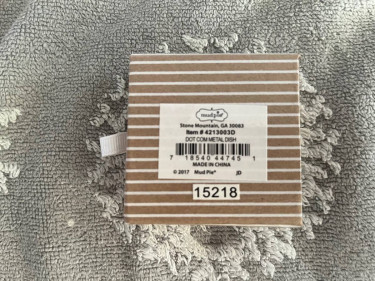 mudpie®
Stone Mountain, GA 30083
Item # 4213003D
DOT COM METAL DISH
7 18540 44745 1
MADE IN CHINA
© 2017 Mud Pie® JD
15218